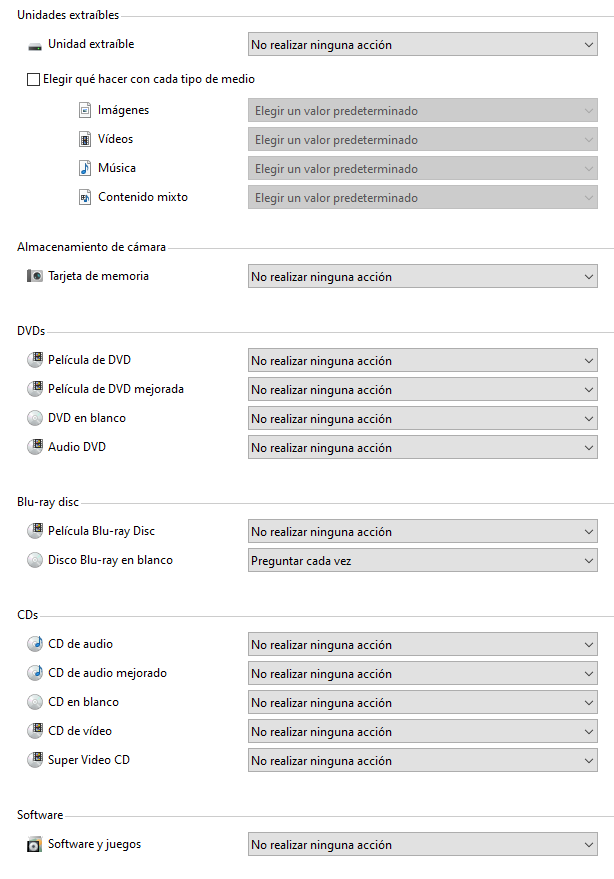 Unidades extraíbles
Unidad extraíble No realizar ninguna acción
Elegir qué hacer con cada tipo de medio
Imágenes Elegir un valor predeterminado
Vídeos Elegir un valor predeterminado
Música Elegir un valor predeterminado
Contenido mixto Elegir un valor predeterminado
Almacenamiento de cámara
Tarjeta de memoria No realizar ninguna acción
DVDs
Película de DVD No realizar ninguna acción
Película de DVD mejorada No realizar ninguna acción
DVD en blanco No realizar ninguna acción
Audio DVD No realizar ninguna acción
Blu-ray disc
Película Blu-ray Disc No realizar ninguna acción
Disco Blu-ray en blanco Preguntar cada vez
CDs
CD de audio No realizar ninguna acción
CD de audio mejorado No realizar ninguna acción
CD en blanco No realizar ninguna acción
CD de vídeo No realizar ninguna acción
Super Video CD No realizar ninguna acción
Software
Software y juegos No realizar ninguna acción